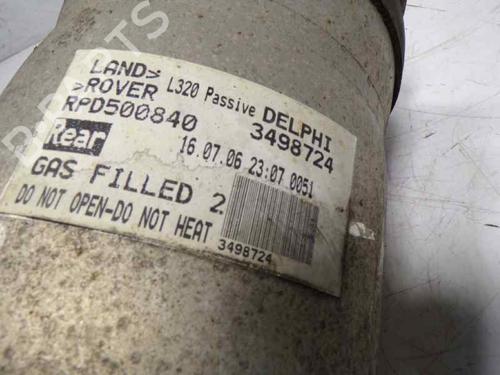 LAND>
>ROVER L320 Passive DELPHI
RPD500840 3498724
Rear 16.07.06 23:07 0051
GAS FILLED 2
DO NOT OPEN-DO NOT HEAT
3498724